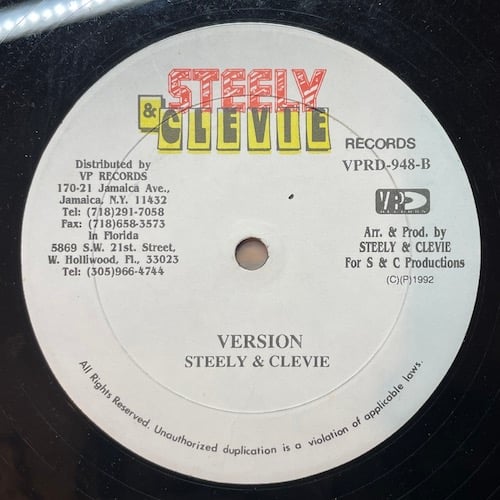 STEELY
& CLEVIE
RECORDS
VPRD-948-B
Distributed by
VP RECORDS
170-21 Jamaica Ave.,
Jamaica, N.Y. 11432
Tel: (718)291-7058
Fax: (718)658-3573
In Florida
5869 S.W. 21st. Street,
W. Holliwood, Fl., 33023
Tel: (305)966-4744
VP
RECORDS
Arr. & Prod. by
STEELY & CLEVIE
For S & C Productions
(C)(P)1992
VERSION
STEELY & CLEVIE
All Rights Reserved. Unauthorized duplication is a violation of applicable laws.